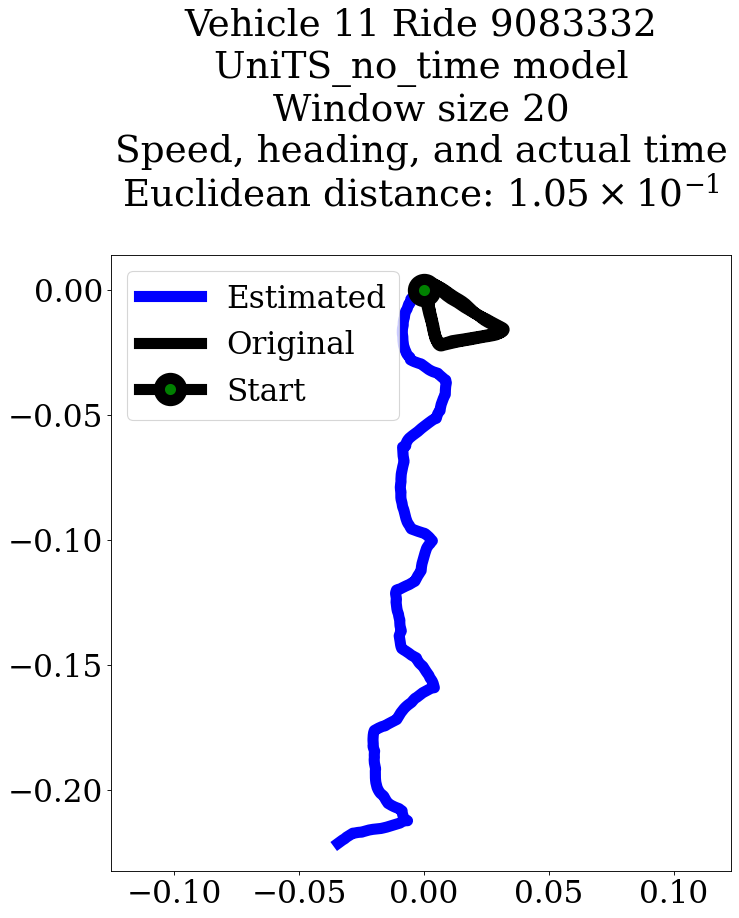 Vehicle 11 Ride 9083332
UniTS_no_time model
Window size 20
Speed, heading, and actual time
Euclidean distance: 1.05 × 10⁻¹
Estimated
Original
Start
0.00
−0.05
−0.10
−0.15
−0.20
−0.10
−0.05
0.00
0.05
0.10